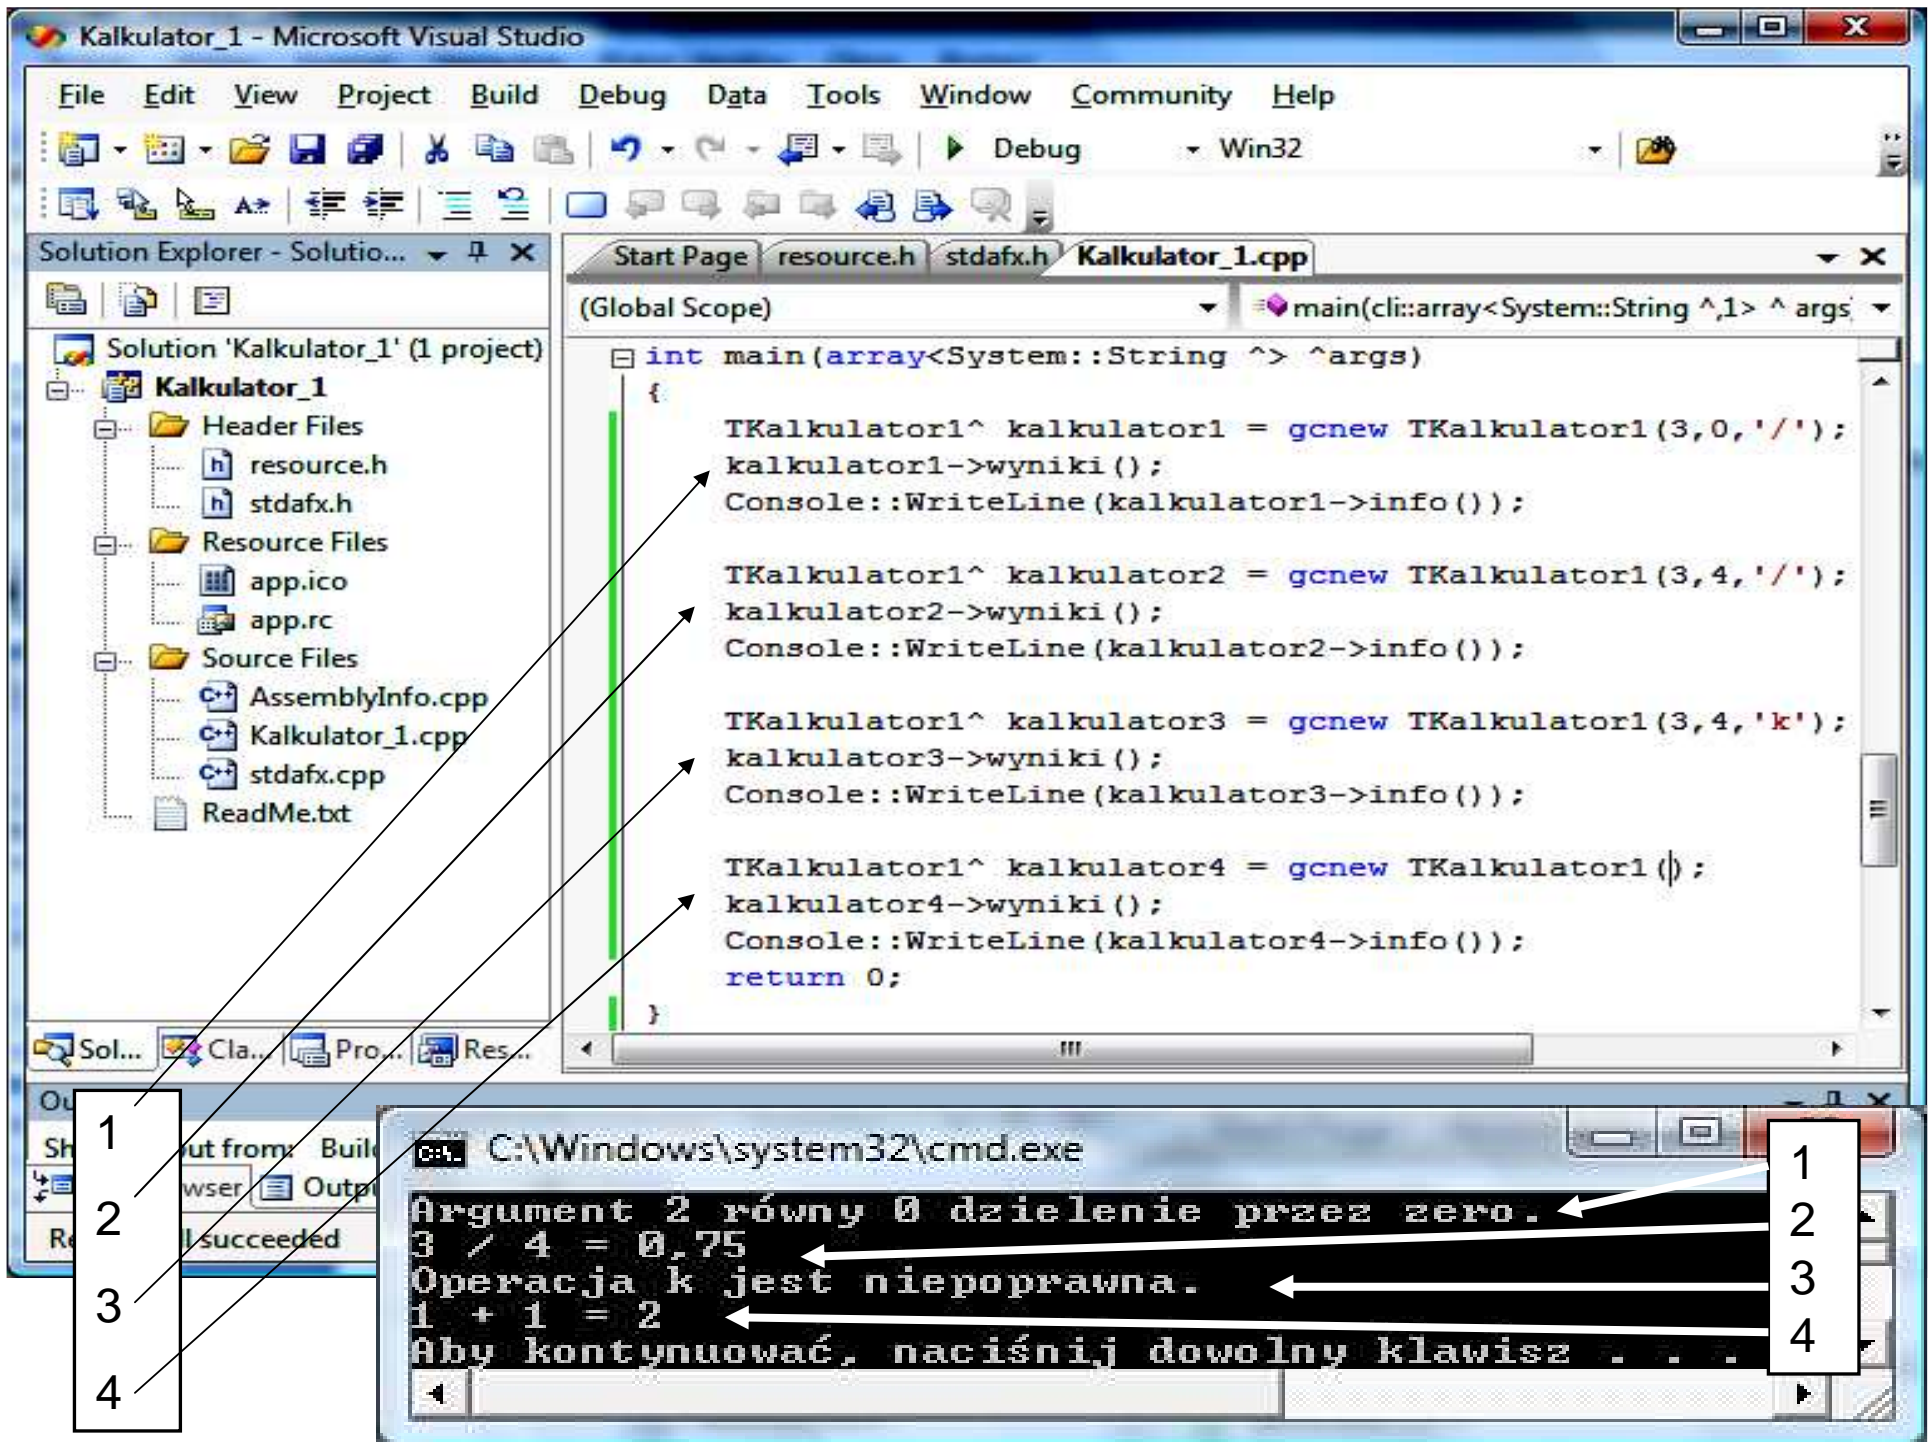 Kalkulator_1 - Microsoft Visual Studio
File Edit View Project Build Debug Data Tools Window Community Help
Debug Win32
Solution Explorer - Solutio...
Solution 'Kalkulator_1' (1 project)
Kalkulator_1
Header Files
resource.h
stdafx.h
Resource Files
app.ico
app.rc
Source Files
AssemblyInfo.cpp
Kalkulator_1.cpp
stdafx.cpp
ReadMe.txt
Sol... Cla... Pro... Res...
Start Page resource.h stdafx.h Kalkulator_1.cpp
(Global Scope) main(cli::array<System::String ^,1> ^ args
int main(array<System::String ^> ^args)
{
TKalkulator1^ kalkulator1 = gcnew TKalkulator1(3,0,'/');
kalkulator1->wyniki();
Console::WriteLine(kalkulator1->info());
TKalkulator1^ kalkulator2 = gcnew TKalkulator1(3,4,'/');
kalkulator2->wyniki();
Console::WriteLine(kalkulator2->info());
TKalkulator1^ kalkulator3 = gcnew TKalkulator1(3,4,'k');
kalkulator3->wyniki();
Console::WriteLine(kalkulator3->info());
TKalkulator1^ kalkulator4 = gcnew TKalkulator1();
kalkulator4->wyniki();
Console::WriteLine(kalkulator4->info());
return 0;
}
from:
succeeded
1
2
3
4
C:\Windows\system32\cmd.exe
Argument 2 równy 0 dzielenie przez zero.
3 / 4 = 0,75
Operacja k jest niepoprawna.
1 + 1 = 2
Aby kontynuować, naciśnij dowolny klawisz . . .
1
2
3
4